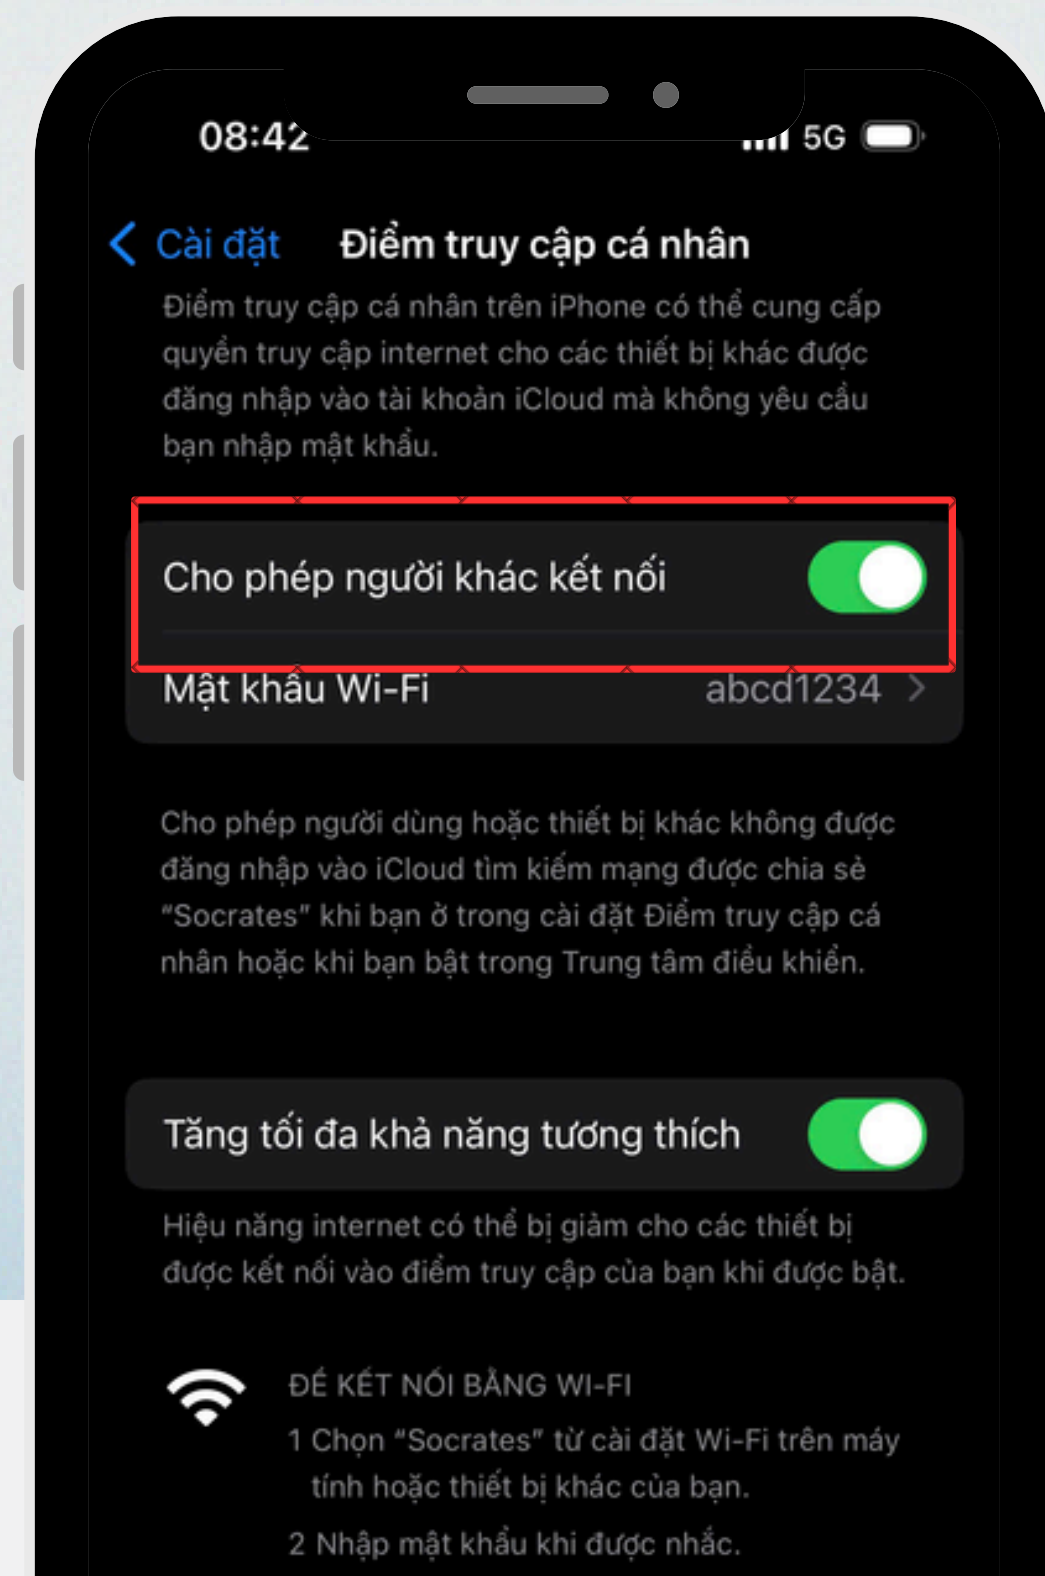 08:42 5G
Cài đặt Điểm truy cập cá nhân
Điểm truy cập cá nhân trên iPhone có thể cung cấp
quyền truy cập internet cho các thiết bị khác được
đăng nhập vào tài khoản iCloud mà không yêu cầu
bạn nhập mật khẩu.
Cho phép người khác kết nối
Mật khẩu Wi-Fi abcd1234
Cho phép người dùng hoặc thiết bị khác không được
đăng nhập vào iCloud tìm kiếm mạng được chia sẻ
“Socrates” khi bạn ở trong cài đặt Điểm truy cập cá
nhân hoặc khi bạn bật trong Trung tâm điều khiển.
Tăng tối đa khả năng tương thích
Hiệu năng internet có thể bị giảm cho các thiết bị
được kết nối vào điểm truy cập của bạn khi được bật.
ĐỂ KẾT NỐI BẰNG WI-FI
1 Chọn “Socrates” từ cài đặt Wi-Fi trên máy
tính hoặc thiết bị khác của bạn.
2 Nhập mật khẩu khi được nhắc.